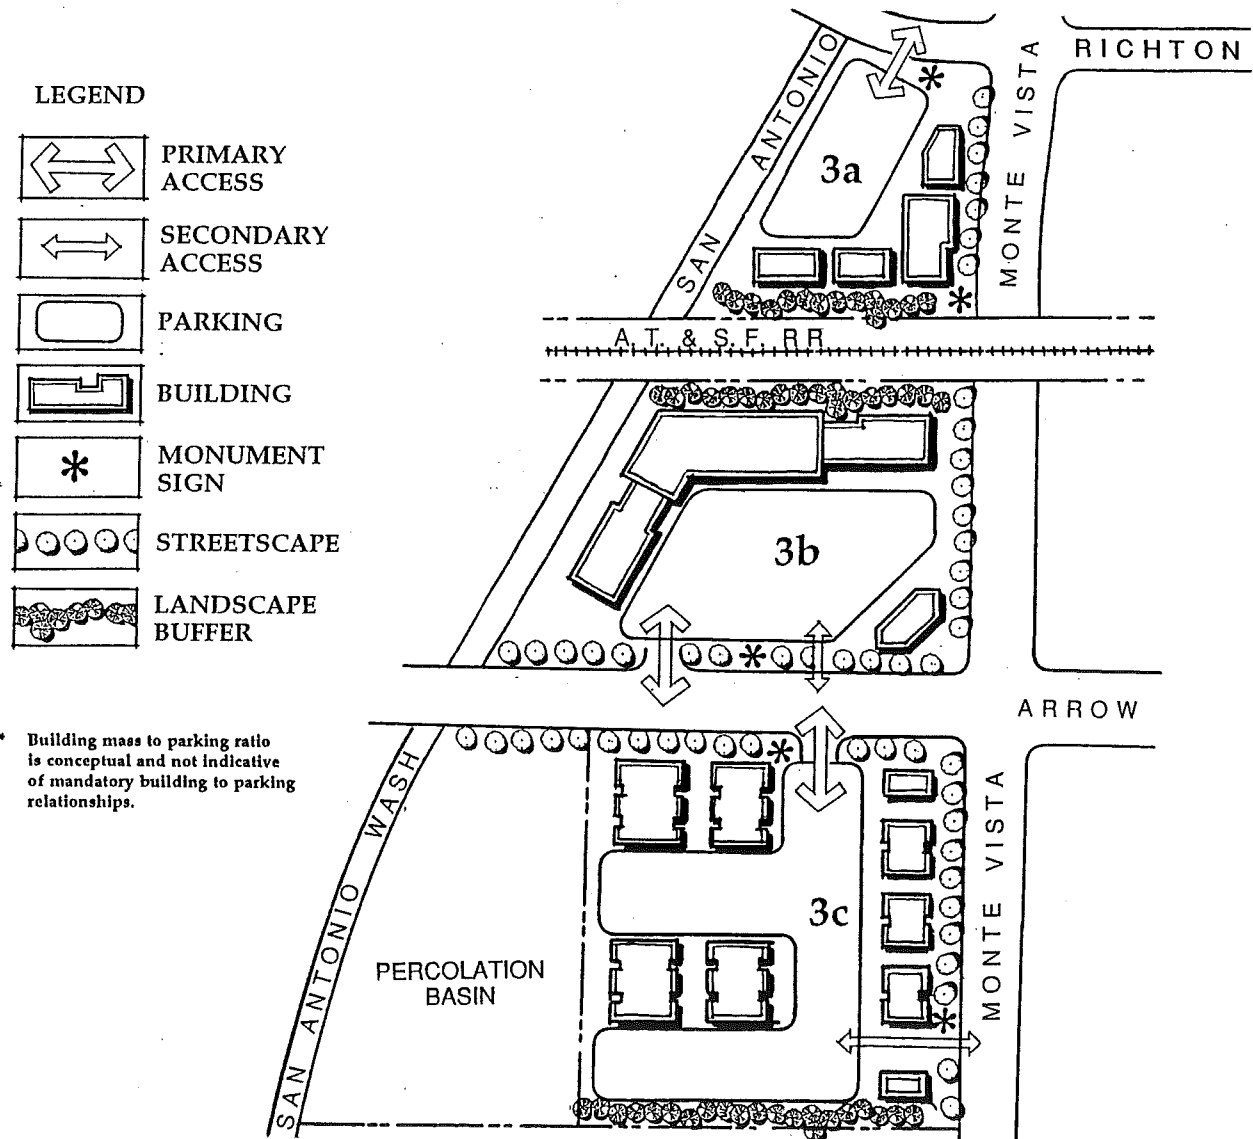 LEGEND
PRIMARY
ACCESS
SECONDARY
ACCESS
PARKING
BUILDING
MONUMENT
SIGN
STREETSCAPE
LANDSCAPE
BUFFER
* Building mass to parking ratio
is conceptual and not indicative
of mandatory building to parking
relationships.
RICHTON
MONTE VISTA
SAN ANTONIO
3a
A. T. & S. F. RR
3b
ARROW
SAN ANTONIO WASH
PERCOLATION
BASIN
3c
MONTE VISTA